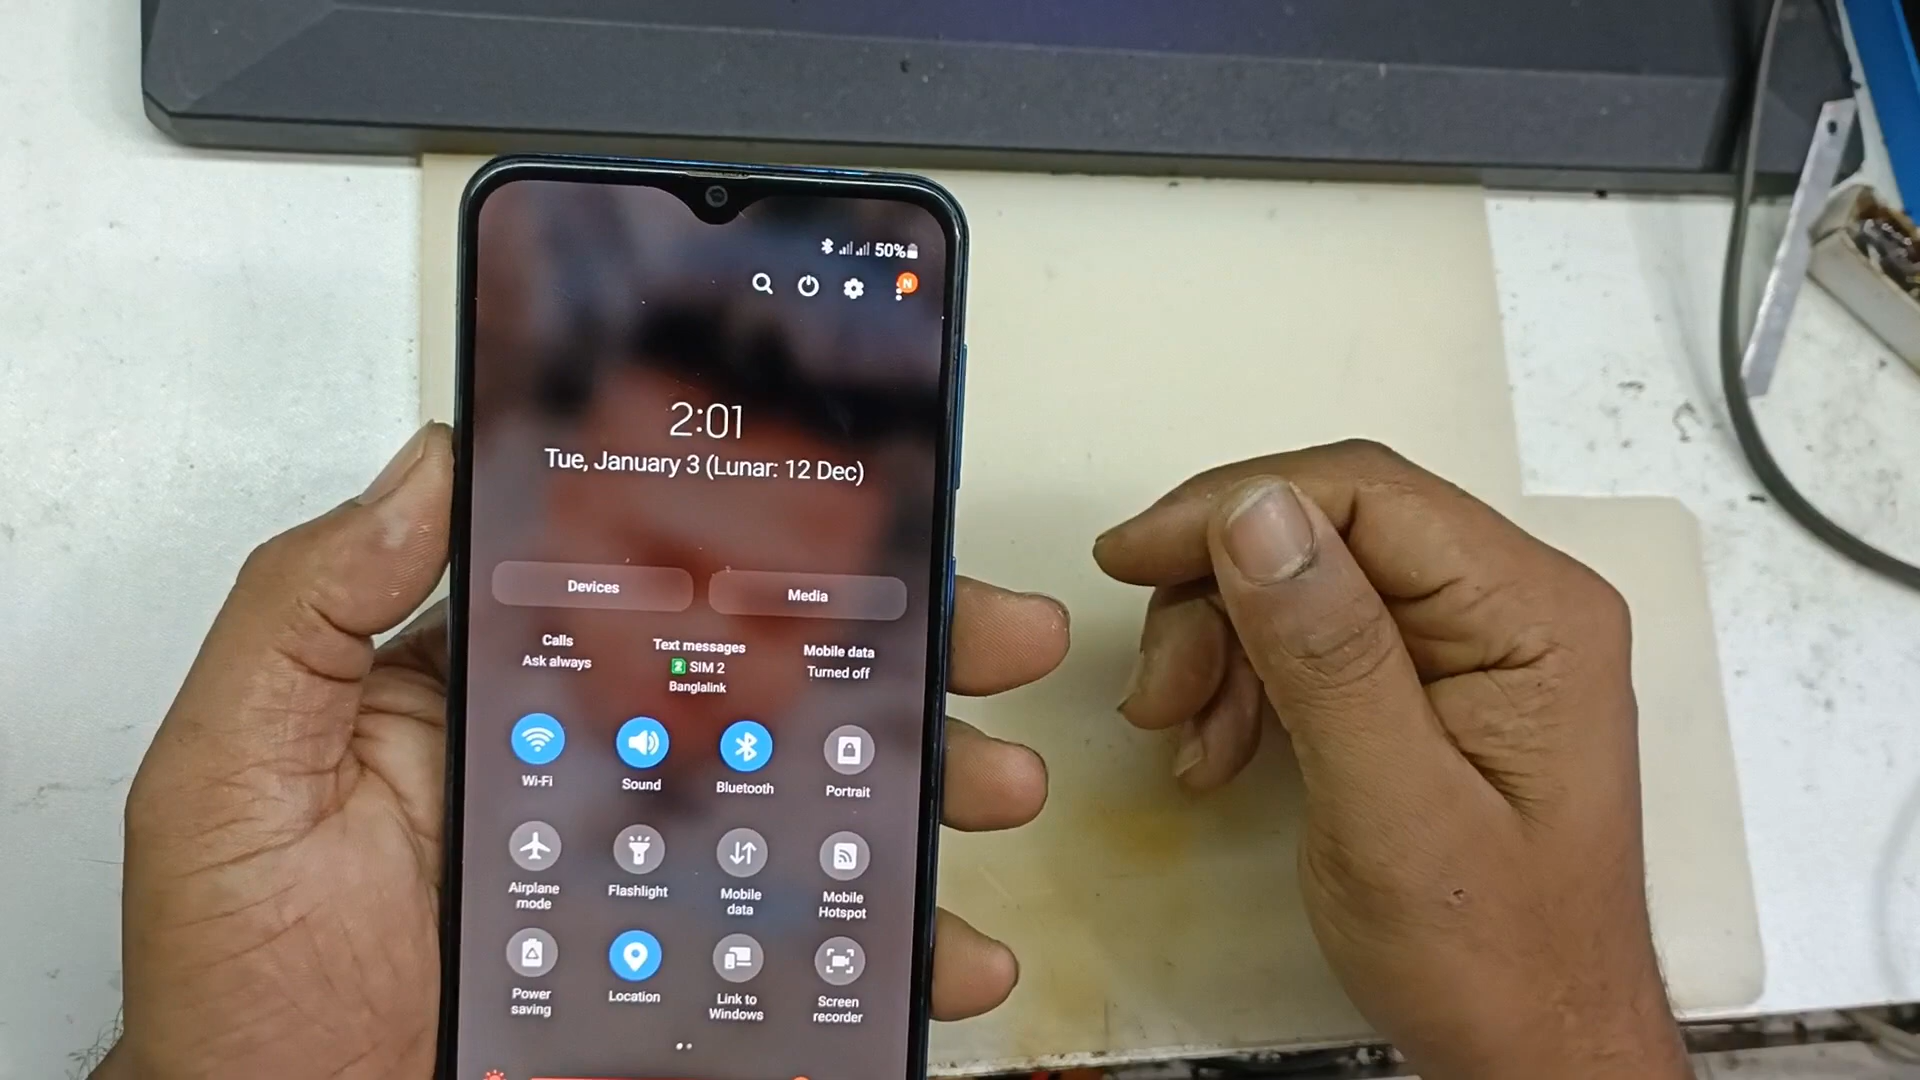 50%
N
2:01
Tue, January 3 (Lunar: 12 Dec)
Devices
Media
Calls
Ask always
Text messages
2 SIM 2
Banglalink
Mobile data
Turned off
Wi-Fi
Sound
Bluetooth
Portrait
Airplane
mode
Flashlight
Mobile
data
Mobile
Hotspot
Power
saving
Location
Link to
Windows
Screen
recorder